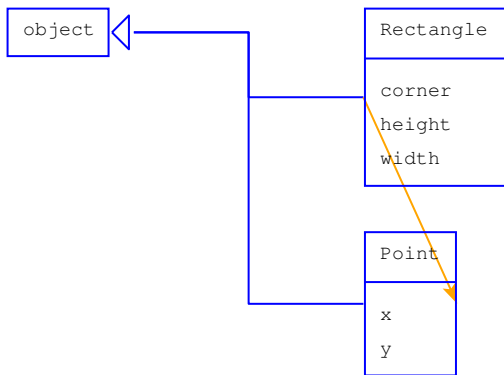 object
Rectangle
corner
height
width
Point
x
y